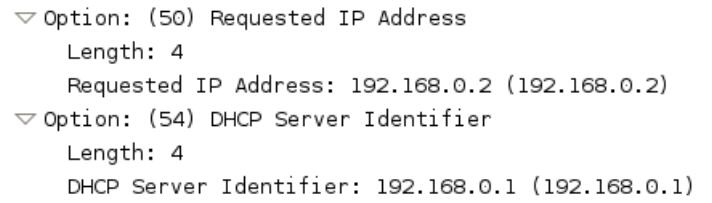 Option: (50) Requested IP Address
Length: 4
Requested IP Address: 192.168.0.2 (192.168.0.2)
Option: (54) DHCP Server Identifier
Length: 4
DHCP Server Identifier: 192.168.0.1 (192.168.0.1)